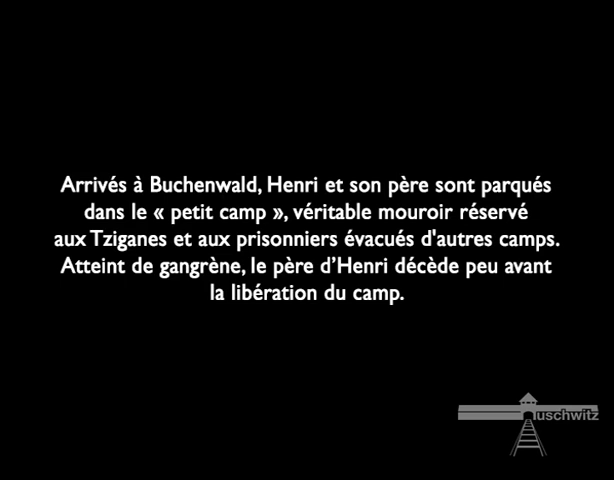 Arrivés à Buchenwald, Henri et son père sont parqués
dans le « petit camp », véritable mouroir réservé
aux Tziganes et aux prisonniers évacués d'autres camps.
Atteint de gangrène, le père d’Henri décède peu avant
la libération du camp.
uschwitz